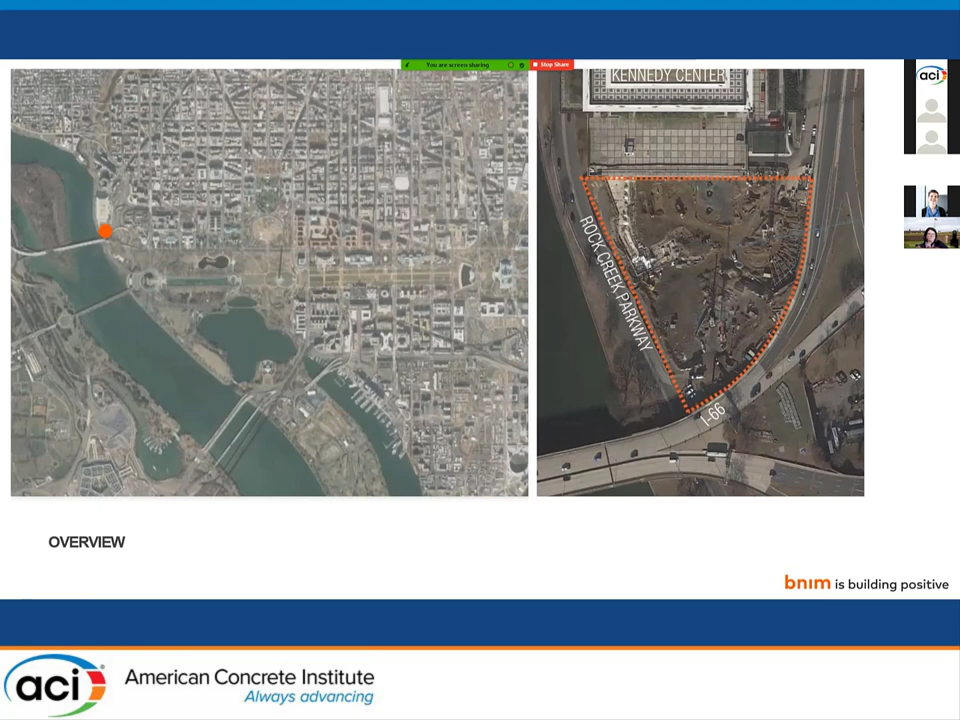 You are screen sharing
Stop Share
KENNEDY CENTER
aci
ROCK CREEK PARKWAY
I-66
OVERVIEW
bnim is building positive
aci
American Concrete Institute
Always advancing